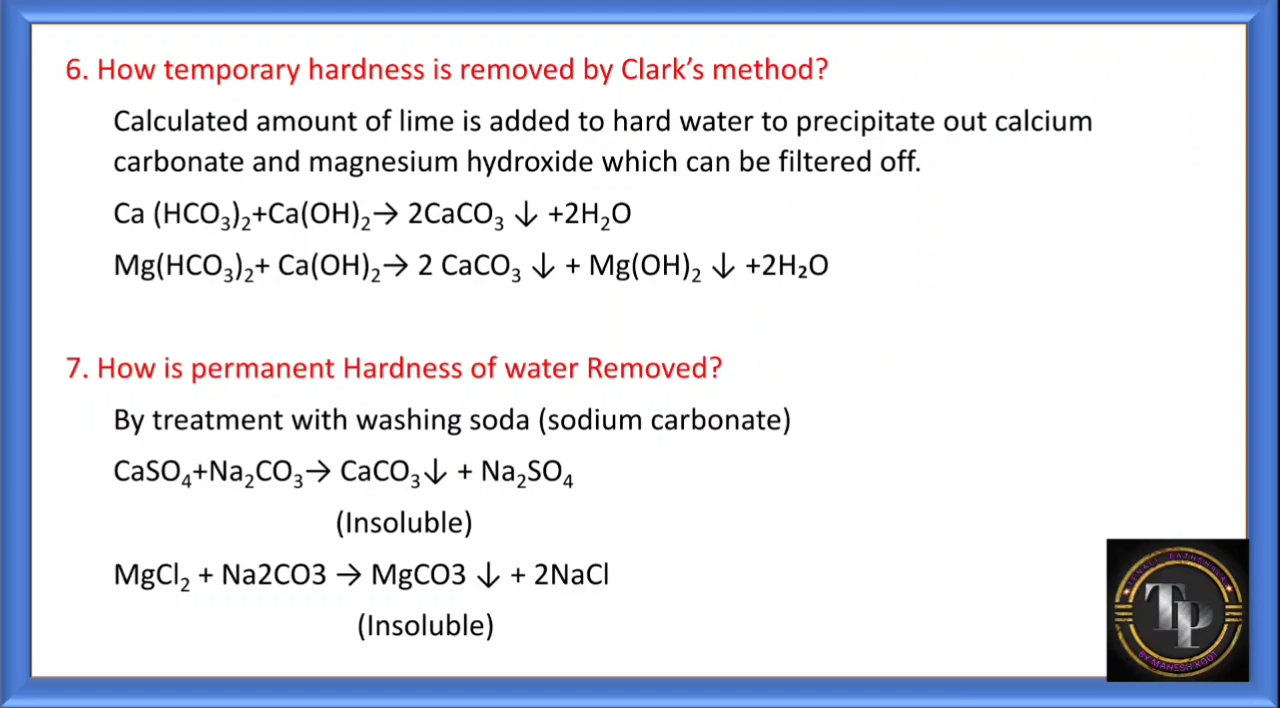 6. How temporary hardness is removed by Clark’s method?
Calculated amount of lime is added to hard water to precipitate out calcium
carbonate and magnesium hydroxide which can be filtered off.
Ca (HCO₃)₂+Ca(OH)₂→ 2CaCO₃ ↓ +2H₂O
Mg(HCO₃)₂+ Ca(OH)₂→ 2 CaCO₃ ↓ + Mg(OH)₂ ↓ +2H₂O
7. How is permanent Hardness of water Removed?
By treatment with washing soda (sodium carbonate)
CaSO₄+Na₂CO₃→ CaCO₃↓ + Na₂SO₄
(Insoluble)
MgCl₂ + Na2CO3 → MgCO3 ↓ + 2NaCl
(Insoluble)
TP
BY MAHESH